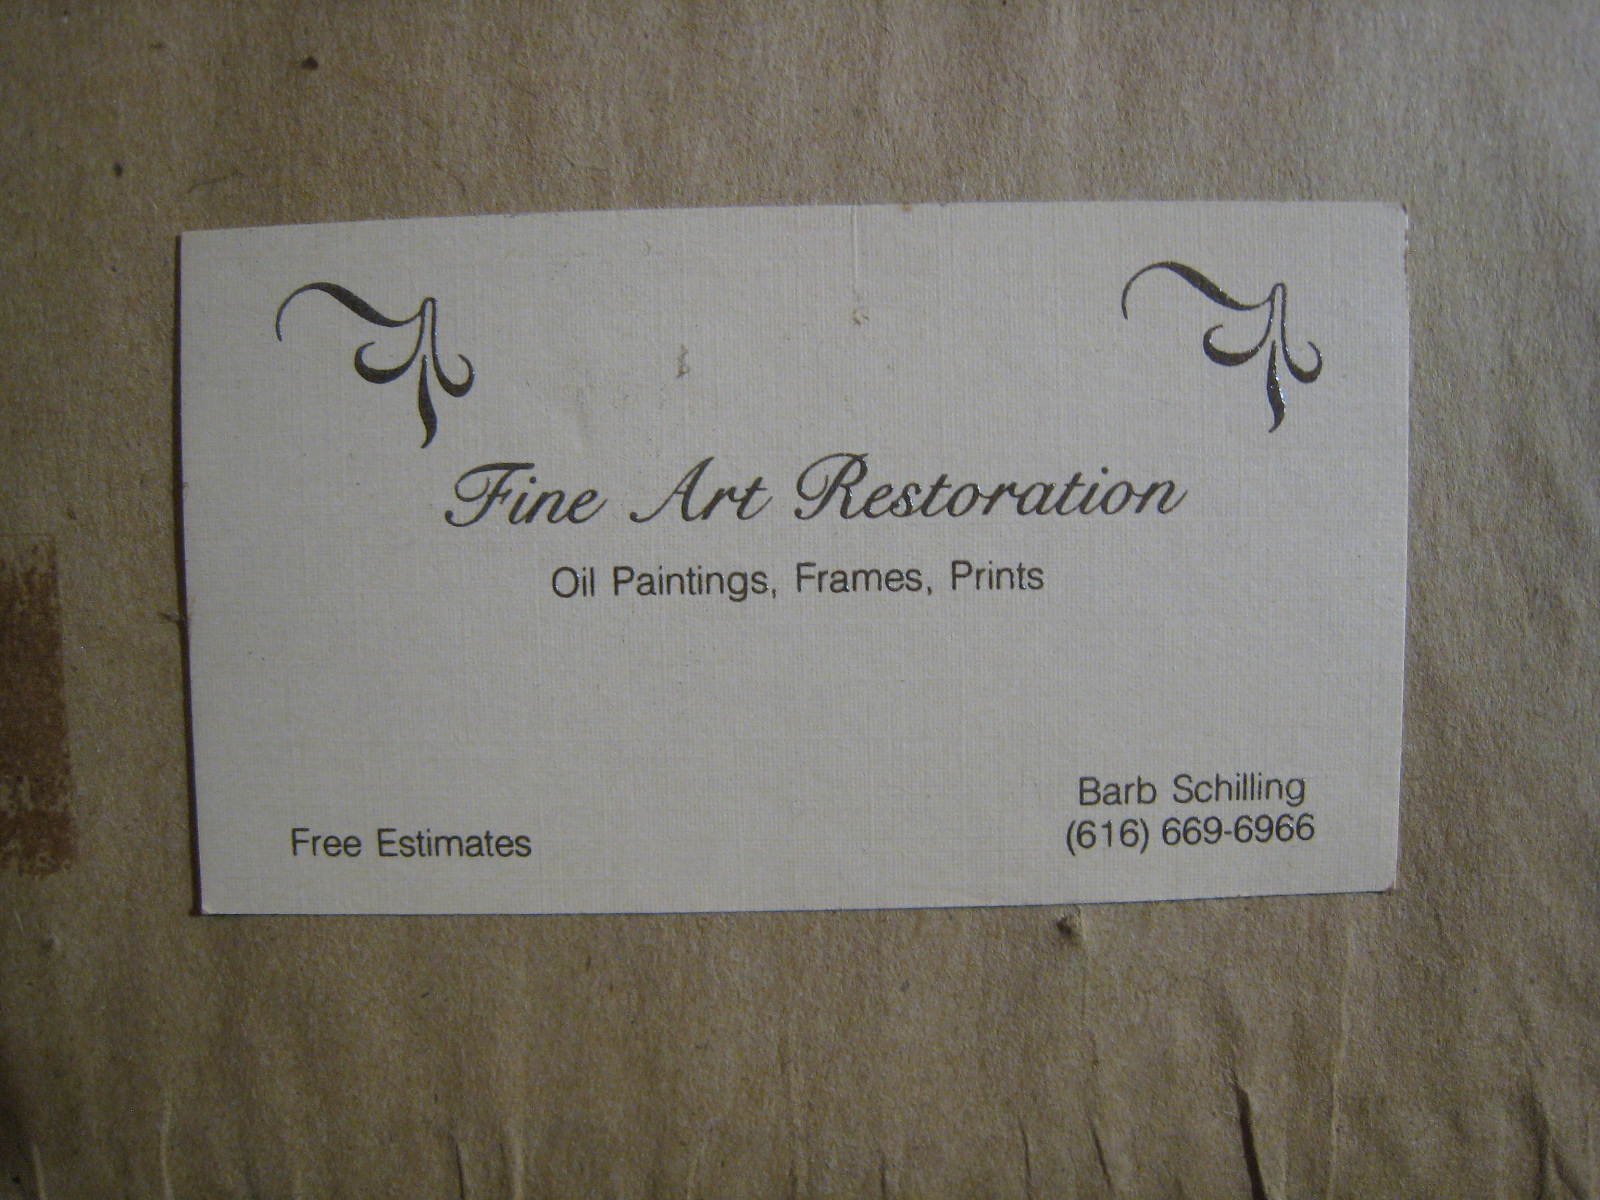 Fine Art Restoration
Oil Paintings, Frames, Prints
Free Estimates
Barb Schilling
(616) 669-6966